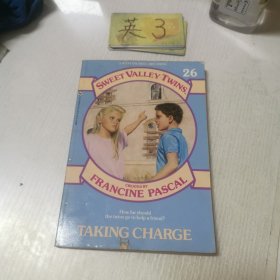 英 3
SWEET VALLEY TWINS
26
CREATED BY
FRANCINE PASCAL
How far should
the twins go to help a friend?
TAKING CHARGE